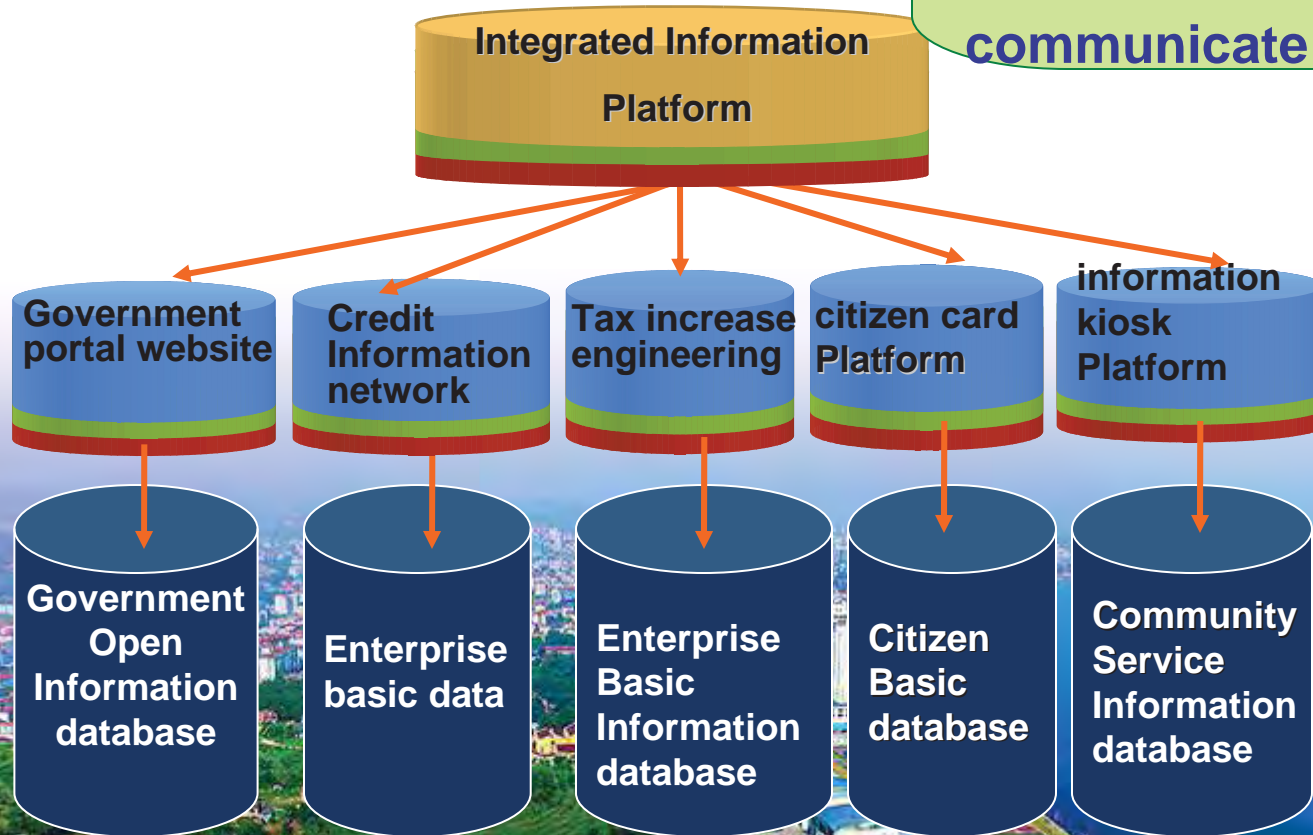 communicate
Integrated Information
Platform
Government
portal website
Credit
Information
network
Tax increase
engineering
citizen card
Platform
information
kiosk
Platform
Government
Open
Information
database
Enterprise
basic data
Enterprise
Basic
Information
database
Citizen
Basic
database
Community
Service
Information
database